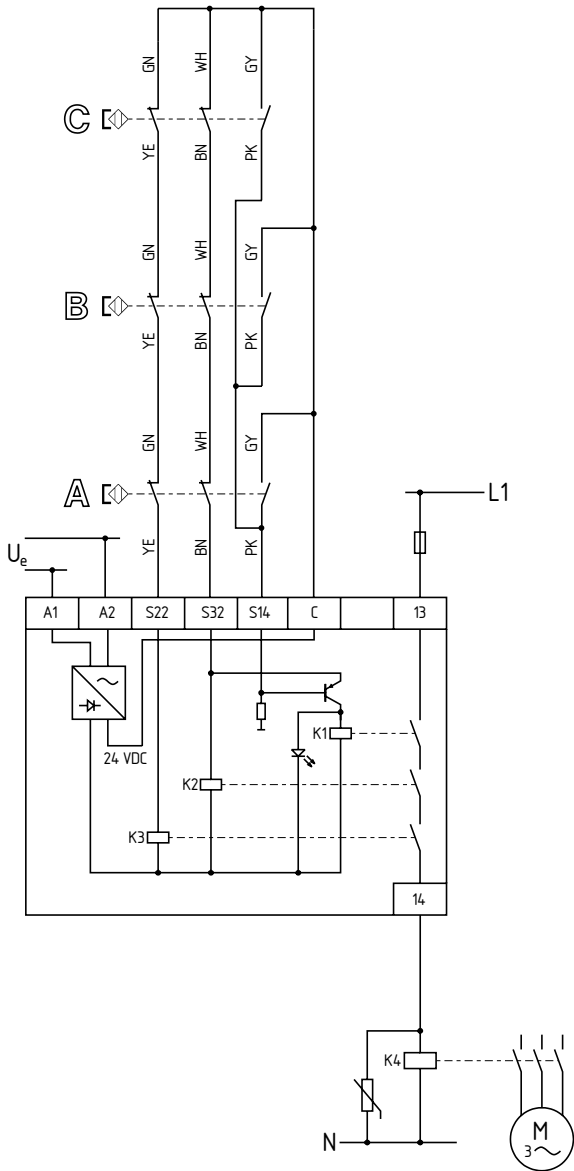 GN WH GY
C
YE BN PK
GN WH GY
B
YE BN PK
GN WH GY
A
L1
YE BN PK
Ue
A1 A2 S22 S32 S14 C 13
K1
24 VDC
K2
K3
14
K4
M
3
N